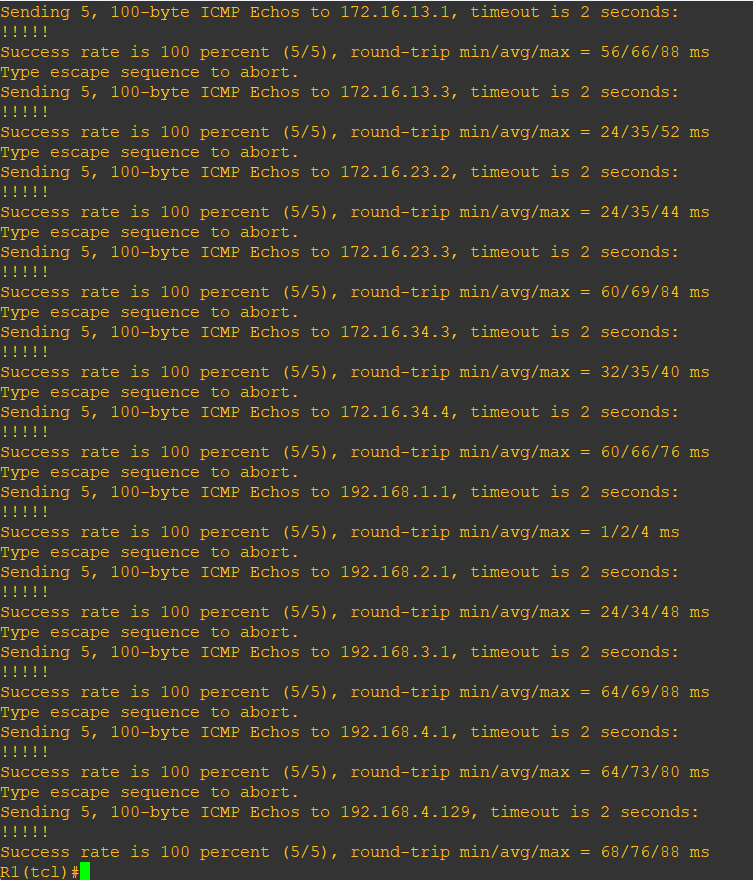 Sending 5, 100-byte ICMP Echos to 172.16.13.1, timeout is 2 seconds:
!!!!!
Success rate is 100 percent (5/5), round-trip min/avg/max = 56/66/88 ms
Type escape sequence to abort.
Sending 5, 100-byte ICMP Echos to 172.16.13.3, timeout is 2 seconds:
!!!!!
Success rate is 100 percent (5/5), round-trip min/avg/max = 24/35/52 ms
Type escape sequence to abort.
Sending 5, 100-byte ICMP Echos to 172.16.23.2, timeout is 2 seconds:
!!!!!
Success rate is 100 percent (5/5), round-trip min/avg/max = 24/35/44 ms
Type escape sequence to abort.
Sending 5, 100-byte ICMP Echos to 172.16.23.3, timeout is 2 seconds:
!!!!!
Success rate is 100 percent (5/5), round-trip min/avg/max = 60/69/84 ms
Type escape sequence to abort.
Sending 5, 100-byte ICMP Echos to 172.16.34.3, timeout is 2 seconds:
!!!!!
Success rate is 100 percent (5/5), round-trip min/avg/max = 32/35/40 ms
Type escape sequence to abort.
Sending 5, 100-byte ICMP Echos to 172.16.34.4, timeout is 2 seconds:
!!!!!
Success rate is 100 percent (5/5), round-trip min/avg/max = 60/66/76 ms
Type escape sequence to abort.
Sending 5, 100-byte ICMP Echos to 192.168.1.1, timeout is 2 seconds:
!!!!!
Success rate is 100 percent (5/5), round-trip min/avg/max = 1/2/4 ms
Type escape sequence to abort.
Sending 5, 100-byte ICMP Echos to 192.168.2.1, timeout is 2 seconds:
!!!!!
Success rate is 100 percent (5/5), round-trip min/avg/max = 24/34/48 ms
Type escape sequence to abort.
Sending 5, 100-byte ICMP Echos to 192.168.3.1, timeout is 2 seconds:
!!!!!
Success rate is 100 percent (5/5), round-trip min/avg/max = 64/69/88 ms
Type escape sequence to abort.
Sending 5, 100-byte ICMP Echos to 192.168.4.1, timeout is 2 seconds:
!!!!!
Success rate is 100 percent (5/5), round-trip min/avg/max = 64/73/80 ms
Type escape sequence to abort.
Sending 5, 100-byte ICMP Echos to 192.168.4.129, timeout is 2 seconds:
!!!!!
Success rate is 100 percent (5/5), round-trip min/avg/max = 68/76/88 ms
R1(tcl)#